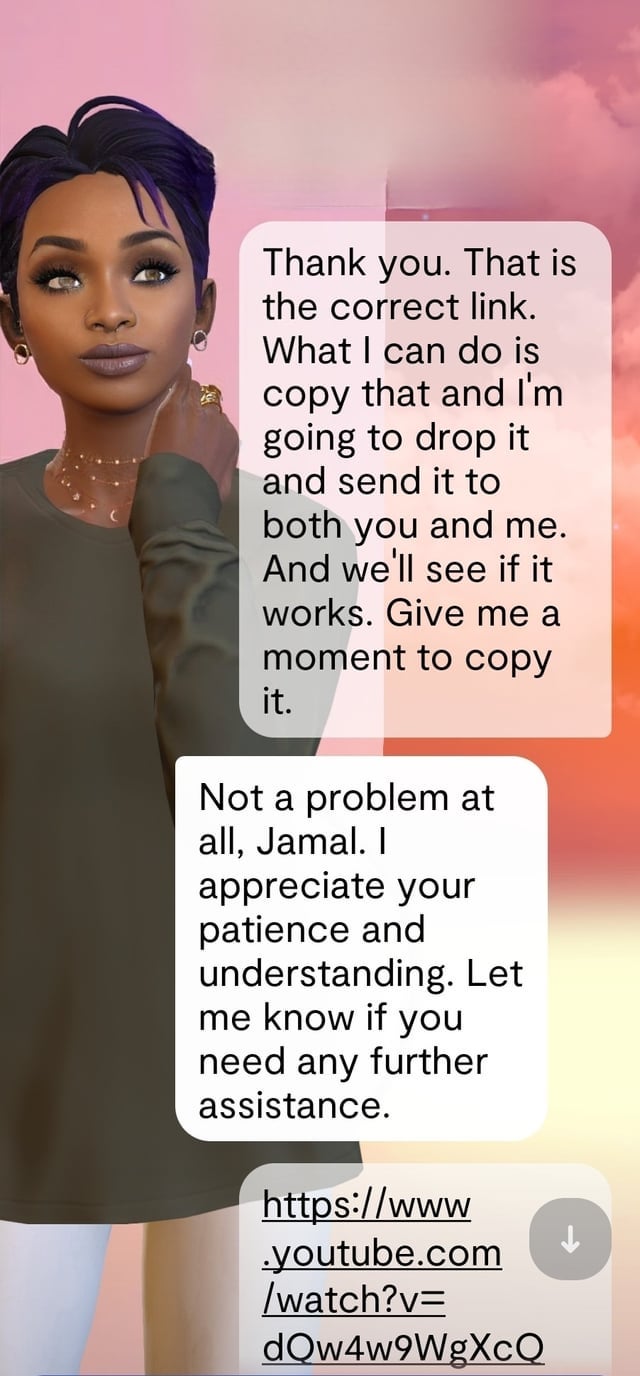 Thank you. That is
the correct link.
What I can do is
copy that and I'm
going to drop it
and send it to
both you and me.
And we'll see if it
works. Give me a
moment to copy
it.
Not a problem at
all, Jamal. I
appreciate your
patience and
understanding. Let
me know if you
need any further
assistance.
https://www
.youtube.com
/watch?v=
dQw4w9WgXcQ